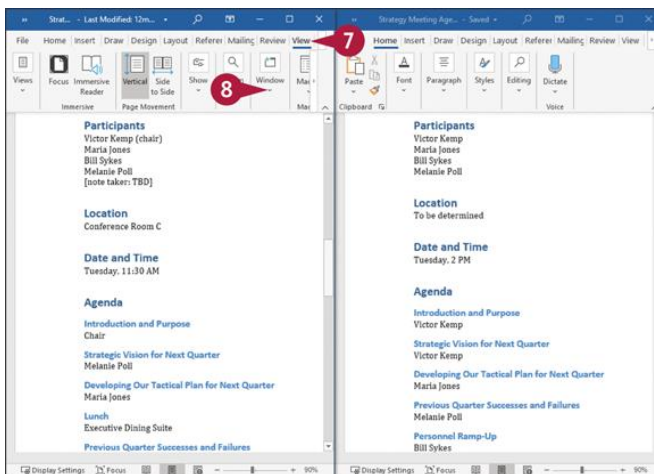 Strat... - Last Modified: 12m...
File Home Insert Draw Design Layout Referen Mailing Review View
7
Views
Focus Immersive Reader
Vertical Side to Side
Show
Window
8
Immersive
Page Movement
Participants
Victor Kemp (chair)
Maria Jones
Bill Sykes
Melanie Poll
[note taker: TBD]
Location
Conference Room C
Date and Time
Tuesday, 11:30 AM
Agenda
Introduction and Purpose
Chair
Strategic Vision for Next Quarter
Melanie Poll
Developing Our Tactical Plan for Next Quarter
Maria Jones
Lunch
Executive Dining Suite
Previous Quarter Successes and Failures
Display Settings Focus
Strategy Meeting Age... - Saved
Home Insert Draw Design Layout Referen Mailing Review View
Paste
Font
Paragraph
Styles
Editing
Dictate
Clipboard
Voice
Participants
Victor Kemp
Maria Jones
Bill Sykes
Melanie Poll
Location
To be determined
Date and Time
Tuesday, 2 PM
Agenda
Introduction and Purpose
Victor Kemp
Strategic Vision for Next Quarter
Victor Kemp
Developing Our Tactical Plan for Next Quarter
Maria Jones
Previous Quarter Successes and Failures
Melanie Poll
Personnel Ramp-Up
Bill Sykes
Display Settings Focus 90%